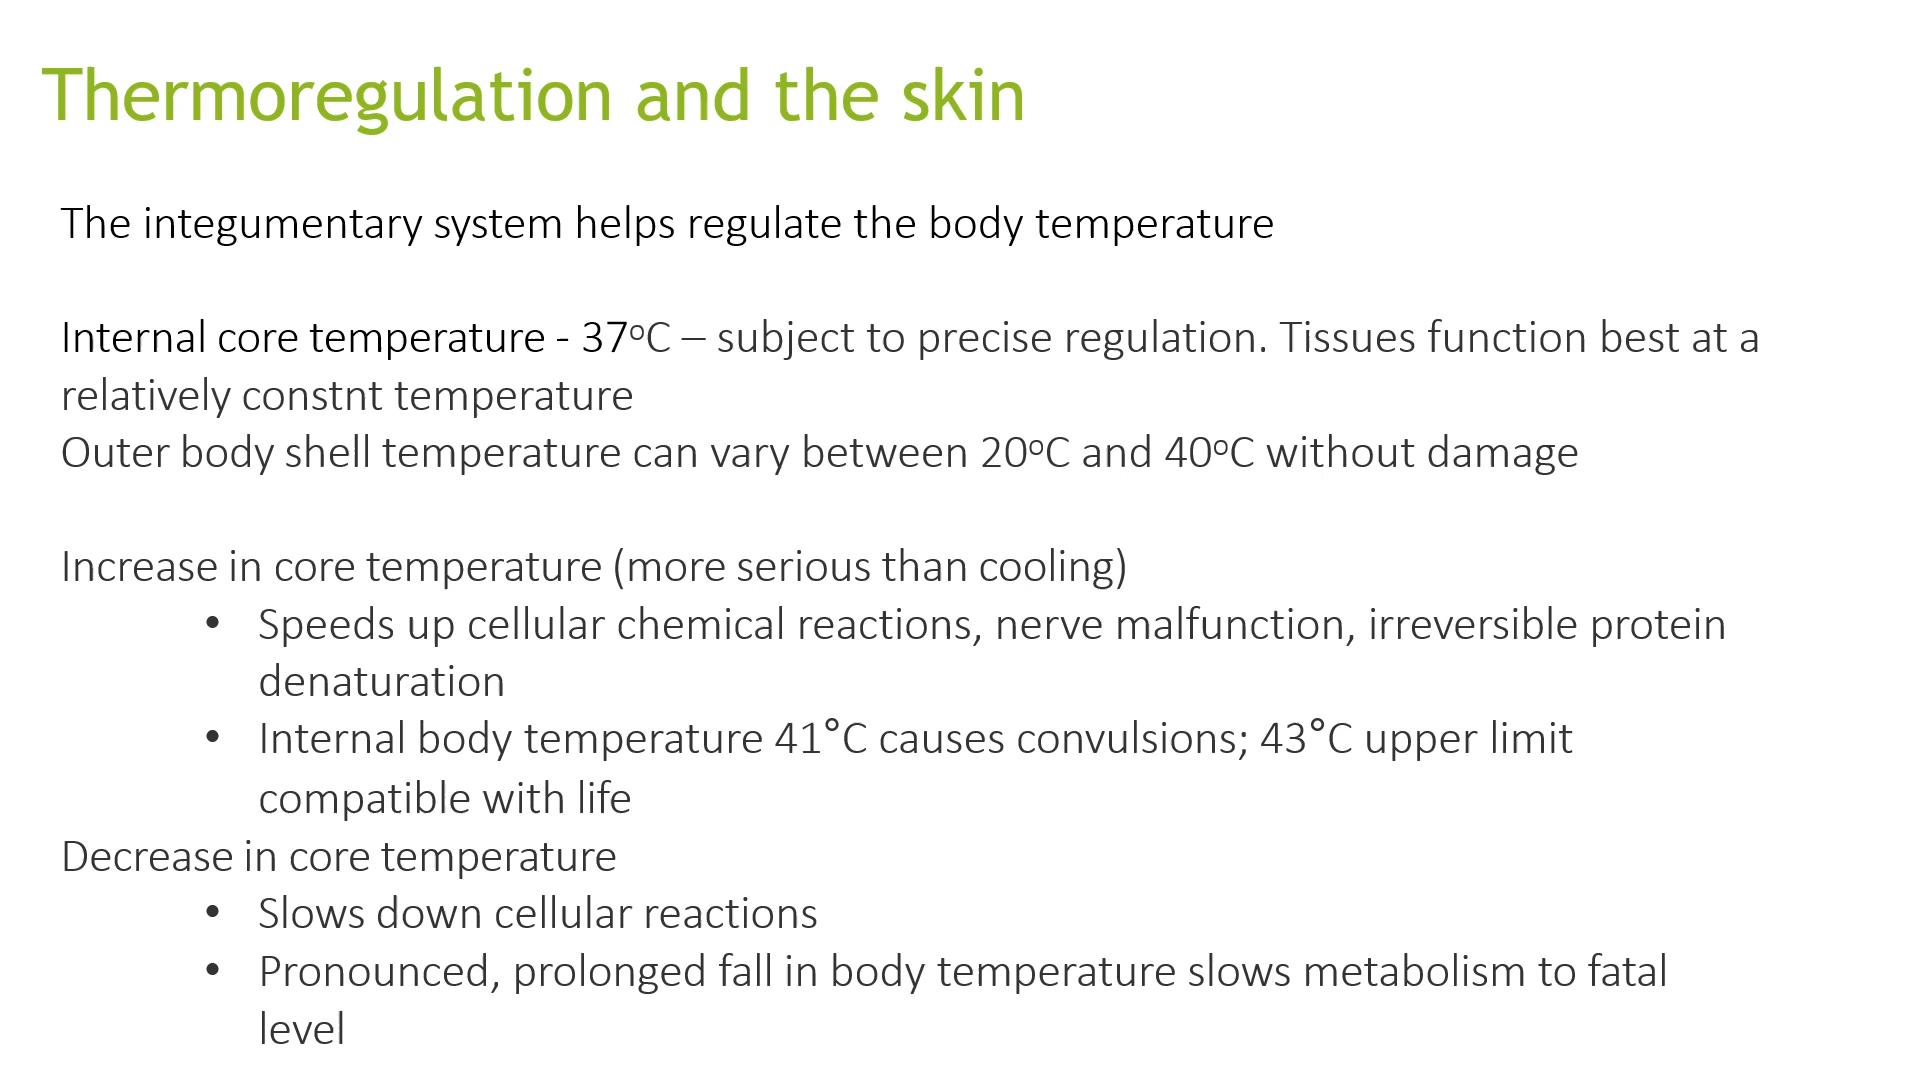 Thermoregulation and the skin
The integumentary system helps regulate the body temperature
Internal core temperature - 37ºC – subject to precise regulation. Tissues function best at a
relatively constnt temperature
Outer body shell temperature can vary between 20ºC and 40ºC without damage
Increase in core temperature (more serious than cooling)
• Speeds up cellular chemical reactions, nerve malfunction, irreversible protein
denaturation
• Internal body temperature 41°C causes convulsions; 43°C upper limit
compatible with life
Decrease in core temperature
• Slows down cellular reactions
• Pronounced, prolonged fall in body temperature slows metabolism to fatal
level